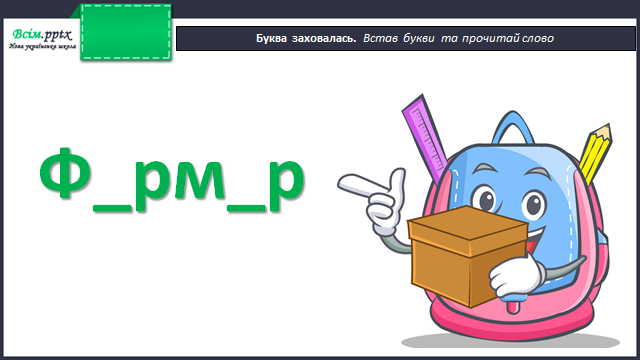 Всім.pptx
Нова українська школа
Буква заховалась. Встав букви та прочитай слово
Ф_рм_р